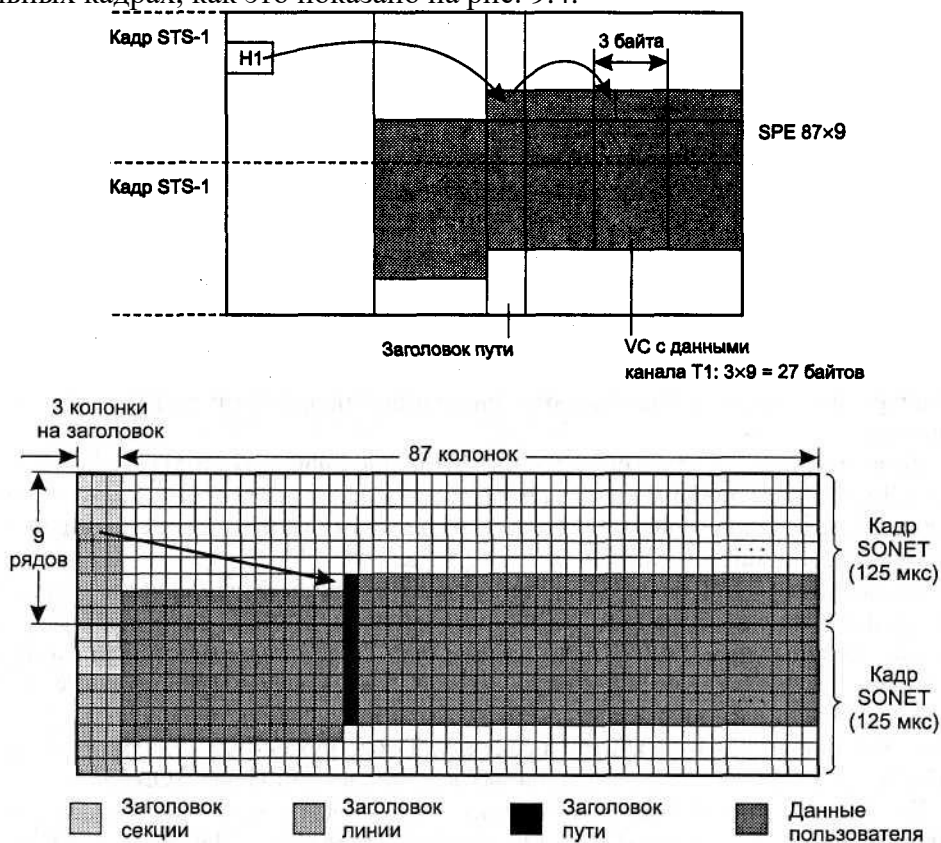 льных кадрах, как это показано на рис. 9.4.
Кадр STS-1
H1
3 байта
SPE 87×9
Кадр STS-1
Заголовок пути
VC с данными
канала Т1: 3×9 = 27 байтов
3 колонки
на заголовок
87 колонок
9
рядов
Кадр
SONET
(125 мкс)
Кадр
SONET
(125 мкс)
Заголовок
секции
Заголовок
линии
Заголовок
пути
Данные
пользователя